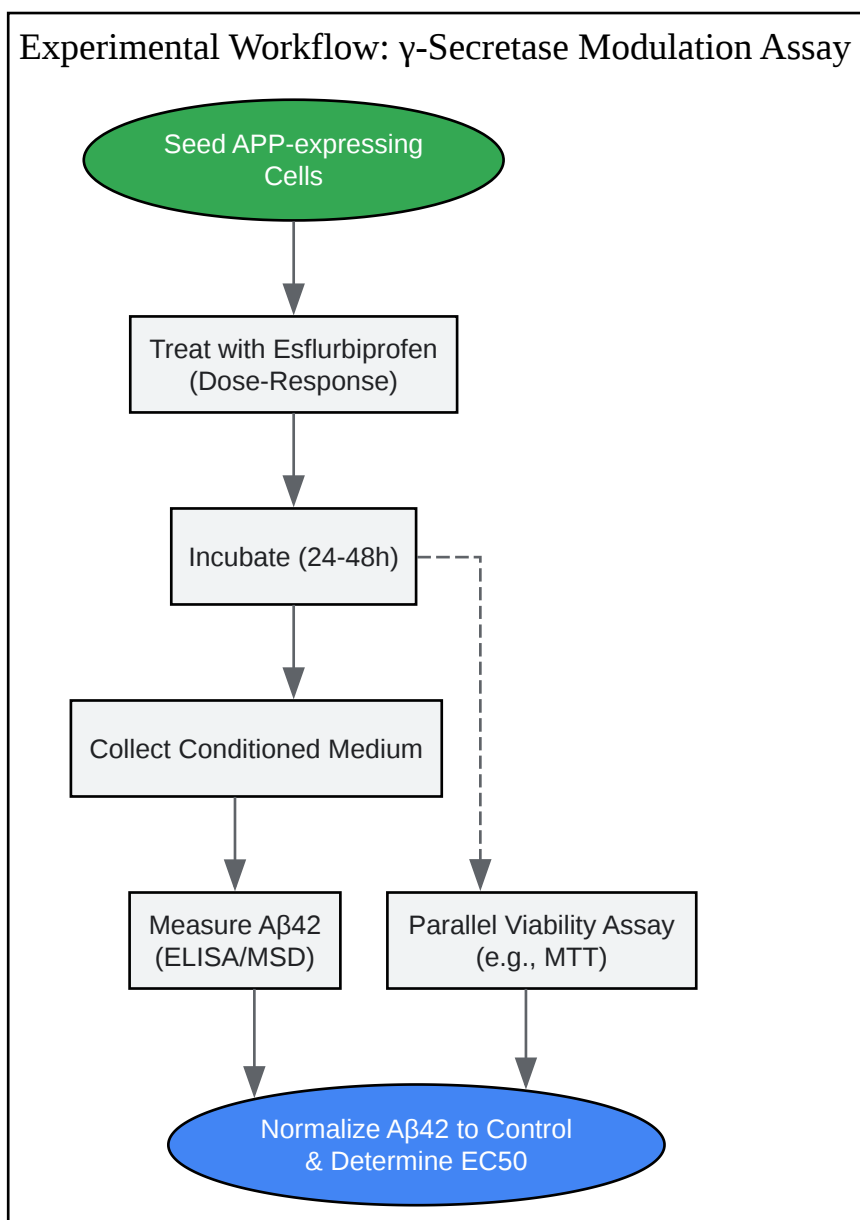 Experimental Workflow: γ-Secretase Modulation Assay
Seed APP-expressing
Cells
Treat with Esflurbiprofen
(Dose-Response)
Incubate (24-48h)
Collect Conditioned Medium
Measure Aβ42
(ELISA/MSD)
Parallel Viability Assay
(e.g., MTT)
Normalize Aβ42 to Control
& Determine EC50